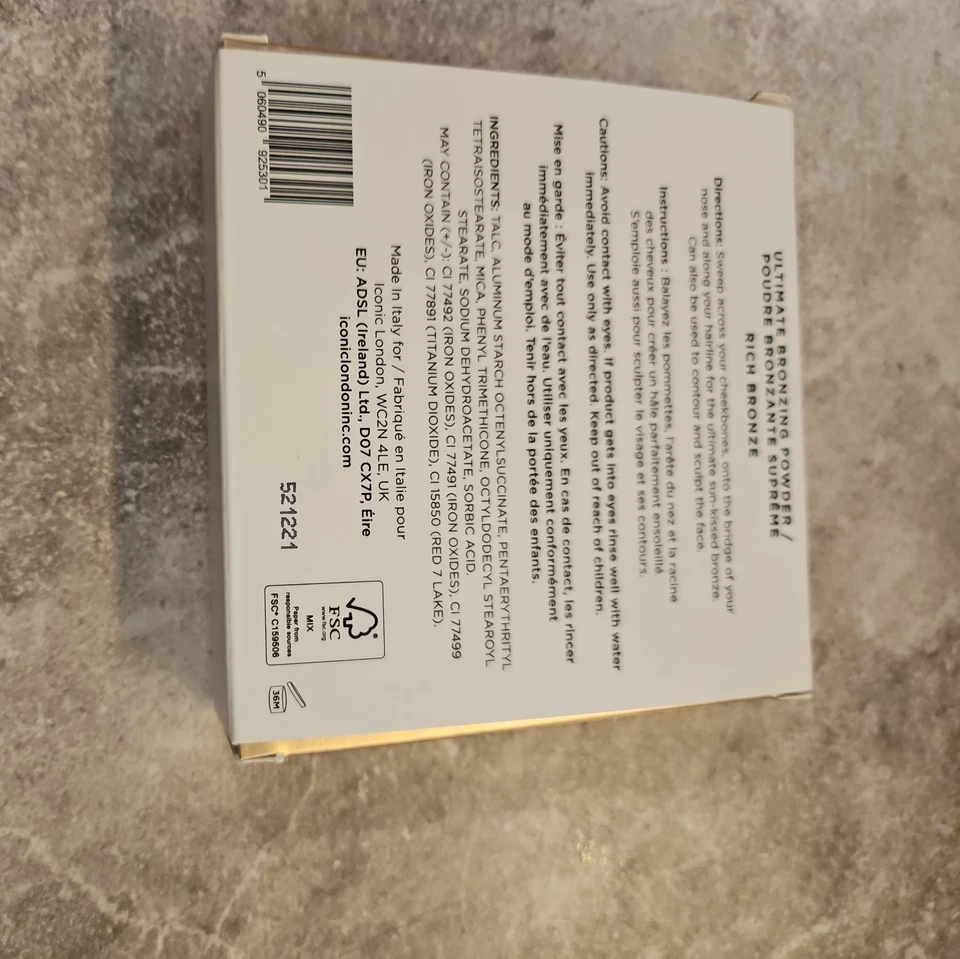 ULTIMATE BRONZING POWDER /
POUDRE BRONZANTE SUPRÊME
RICH BRONZE
Directions: Sweep across your cheekbones, onto the bridge of your
nose and along your hairline for the ultimate sun-kissed bronze.
Can also be used to contour and sculpt the face.
Instructions : Balayez les pommettes, l'arête du nez et la racine
des cheveux pour créer un hâle parfaitement ensoleillé.
S'emploie aussi pour sculpter le visage et ses contours.
Cautions: Avoid contact with eyes. If product gets into eyes rinse well with water
immediately. Use only as directed. Keep out of reach of children.
Mise en garde : Éviter tout contact avec les yeux. En cas de contact, les rincer
immédiatement avec de l'eau. Utiliser uniquement conformément
au mode d'emploi. Tenir hors de la portée des enfants.
INGREDIENTS: TALC, ALUMINUM STARCH OCTENYLSUCCINATE, PENTAERYTHRITYL
TETRAISOSTEARATE, MICA, PHENYL TRIMETHICONE, OCTYLDODECYL STEAROYL
STEARATE, SODIUM DEHYDROACETATE, SORBIC ACID.
MAY CONTAIN (+/-): CI 77492 (IRON OXIDES), CI 77491 (IRON OXIDES), CI 77499
(IRON OXIDES), CI 77891 (TITANIUM DIOXIDE), CI 15850 (RED 7 LAKE).
Made In Italy for / Fabriqué en Italie pour
Iconic London, WC2N 4LE, UK
EU: ADSL (Ireland) Ltd., D07 CX7P, Éire
iconiclondoninc.com
5 060490 925301
521221
FSC
www.fsc.org
MIX
Paper from
responsible sources
FSC® C159506
36M